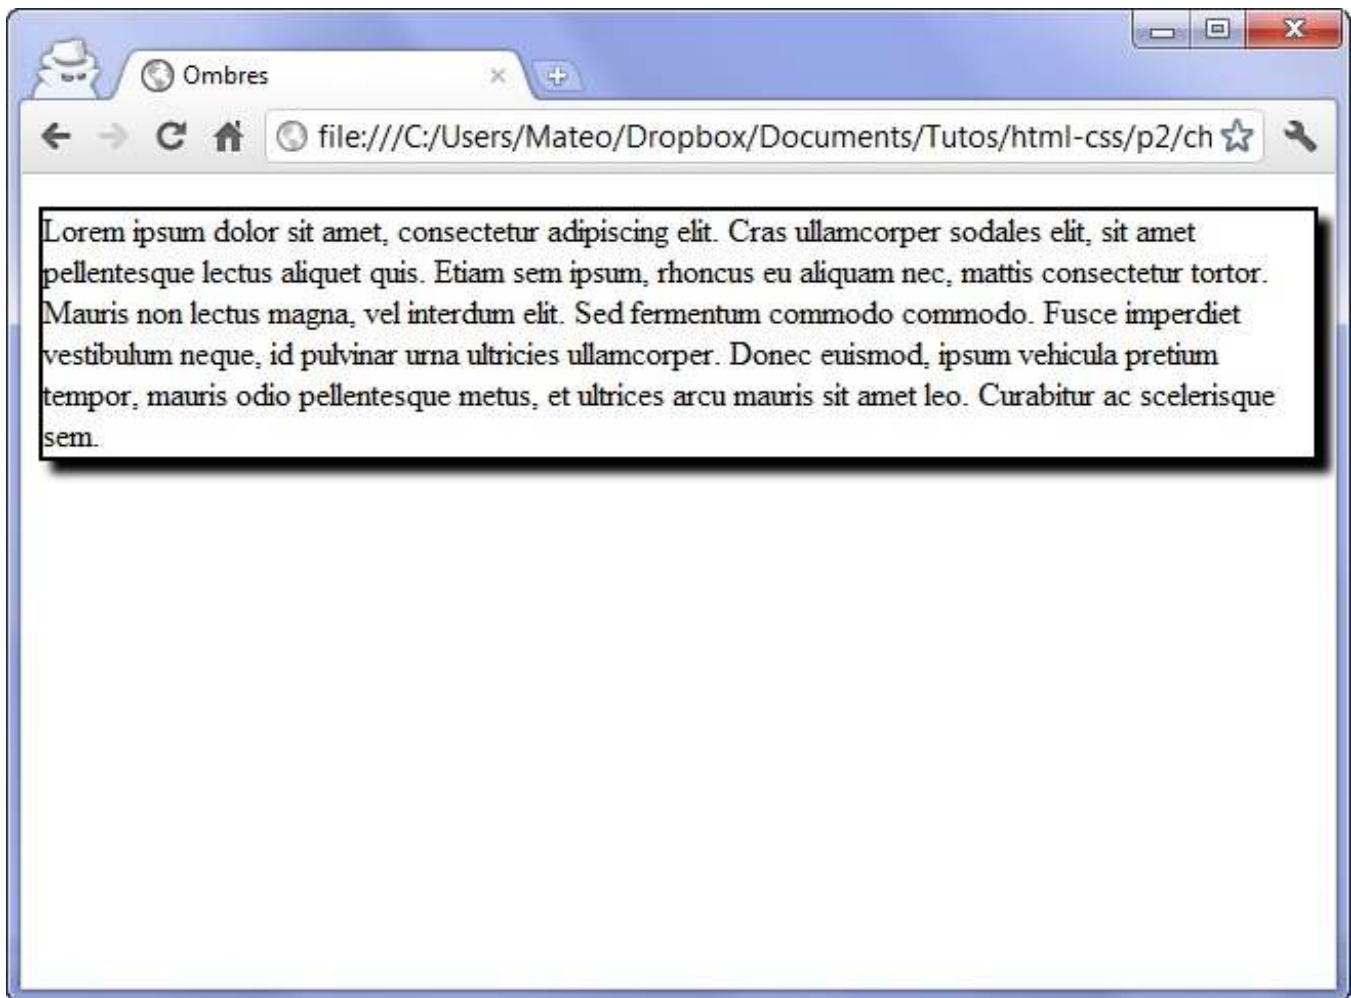 Ombres
file:///C:/Users/Mateo/Dropbox/Documents/Tutos/html-css/p2/ch
Lorem ipsum dolor sit amet, consectetur adipiscing elit. Cras ullamcorper sodales elit, sit amet
pellentesque lectus aliquet quis. Etiam sem ipsum, rhoncus eu aliquam nec, mattis consectetur tortor.
Mauris non lectus magna, vel interdum elit. Sed fermentum commodo commodo. Fusce imperdiet
vestibulum neque, id pulvinar urna ultricies ullamcorper. Donec euismod, ipsum vehicula pretium
tempor, mauris odio pellentesque metus, et ultrices arcu mauris sit amet leo. Curabitur ac scelerisque
sem.